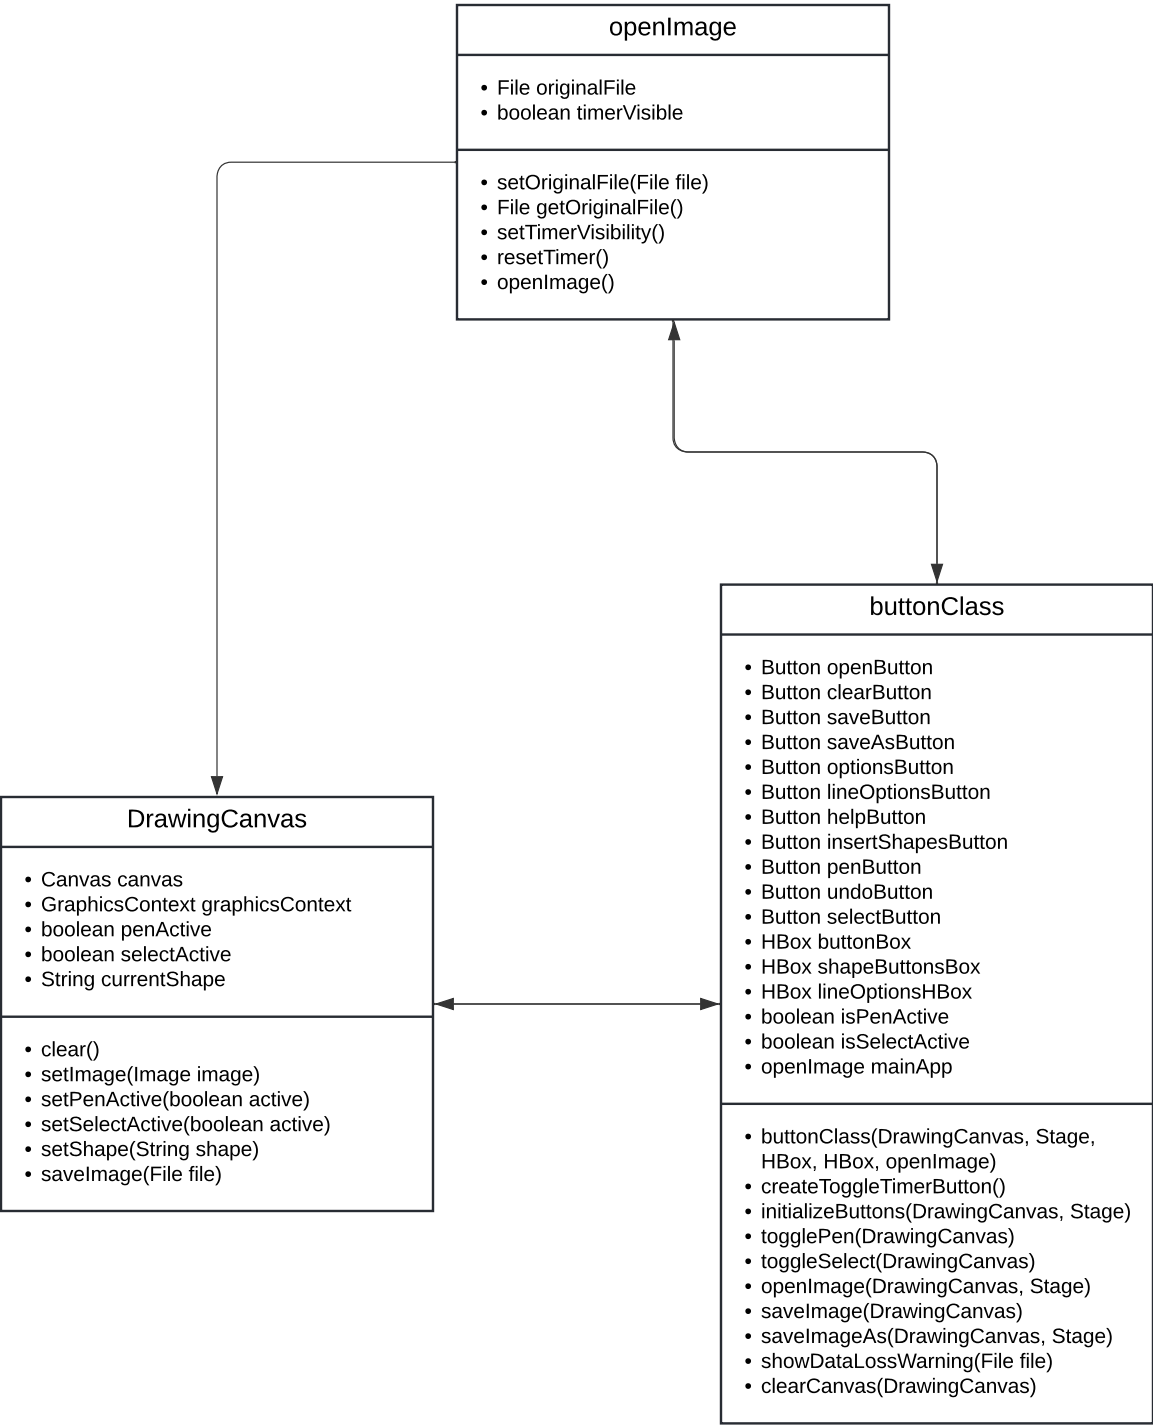 openImage
• File originalFile
• boolean timerVisible
• setOriginalFile(File file)
• File getOriginalFile()
• setTimerVisibility()
• resetTimer()
• openImage()
buttonClass
• Button openButton
• Button clearButton
• Button saveButton
• Button saveAsButton
• Button optionsButton
• Button lineOptionsButton
• Button helpButton
• Button insertShapesButton
• Button penButton
• Button undoButton
• Button selectButton
• HBox buttonBox
• HBox shapeButtonsBox
• HBox lineOptionsHBox
• boolean isPenActive
• boolean isSelectActive
• openImage mainApp
• buttonClass(DrawingCanvas, Stage,
HBox, HBox, openImage)
• createToggleTimerButton()
• initializeButtons(DrawingCanvas, Stage)
• togglePen(DrawingCanvas)
• toggleSelect(DrawingCanvas)
• openImage(DrawingCanvas, Stage)
• saveImage(DrawingCanvas)
• saveImageAs(DrawingCanvas, Stage)
• showDataLossWarning(File file)
• clearCanvas(DrawingCanvas)
DrawingCanvas
• Canvas canvas
• GraphicsContext graphicsContext
• boolean penActive
• boolean selectActive
• String currentShape
• clear()
• setImage(Image image)
• setPenActive(boolean active)
• setSelectActive(boolean active)
• setShape(String shape)
• saveImage(File file)